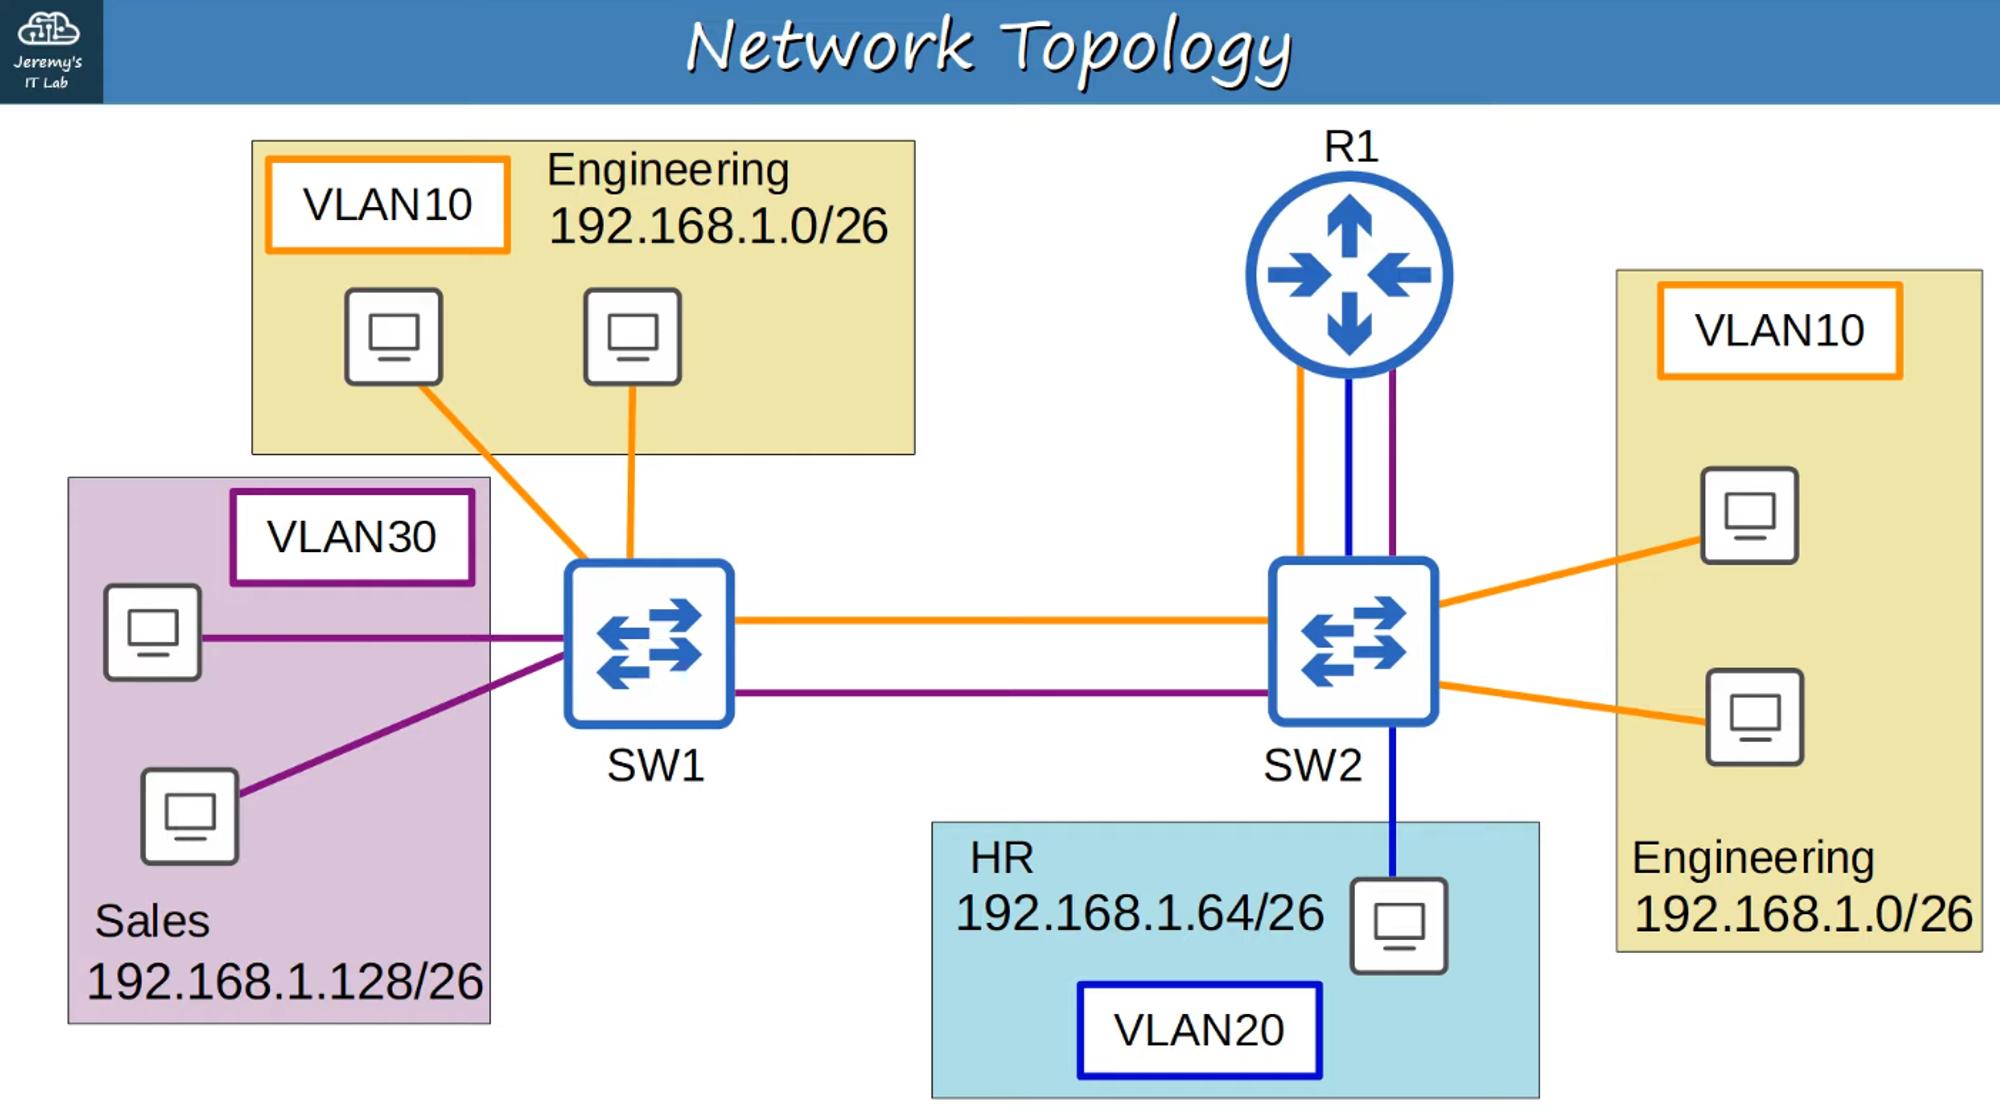 Jeremy's
IT Lab
Network Topology
VLAN10
Engineering
192.168.1.0/26
R1
VLAN10
VLAN30
Sales
192.168.1.128/26
SW1
SW2
HR
192.168.1.64/26
VLAN20
Engineering
192.168.1.0/26